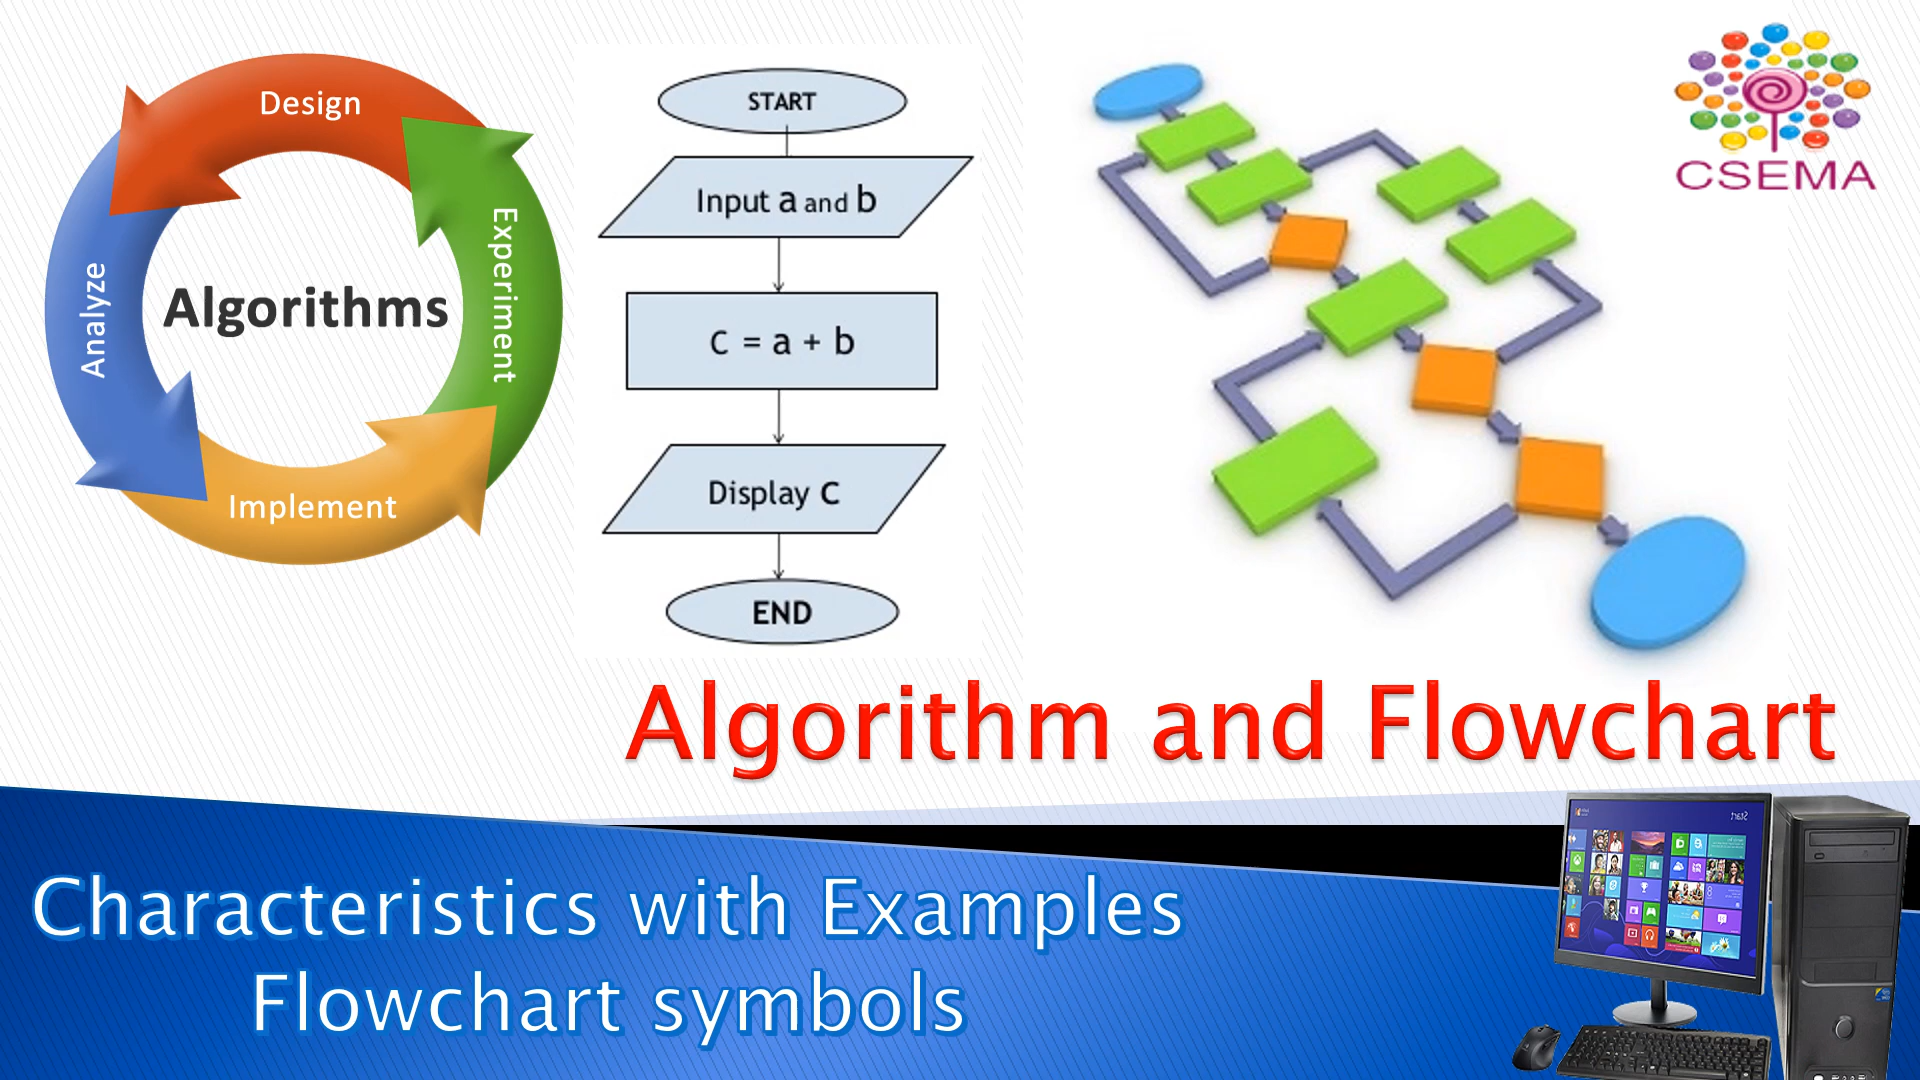 Design
Experiment
Analyze
Algorithms
Implement
START
Input a and b
C = a + b
Display C
END
CSEMA
Algorithm and Flowchart
Characteristics with Examples
Flowchart symbols
Start